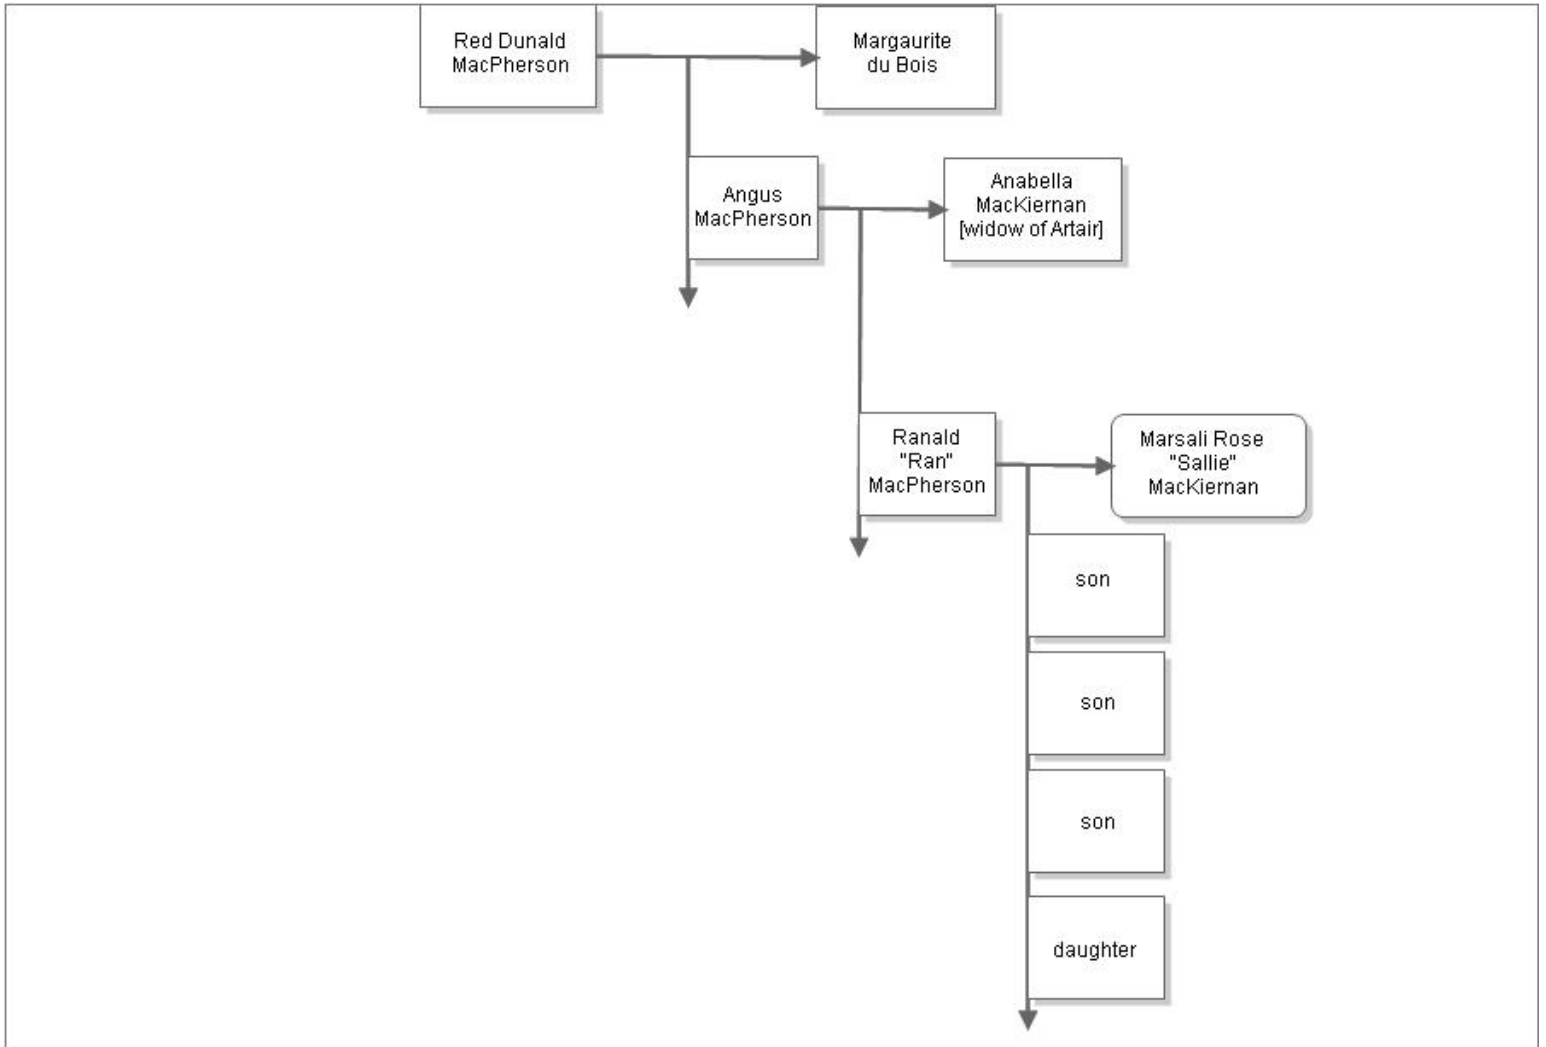 Red Dunald
MacPherson
Margaurite
du Bois
Angus
MacPherson
Anabella
MacKiernan
[widow of Artair]
Ranald
"Ran"
MacPherson
Marsali Rose
"Sallie"
MacKiernan
son
son
son
daughter